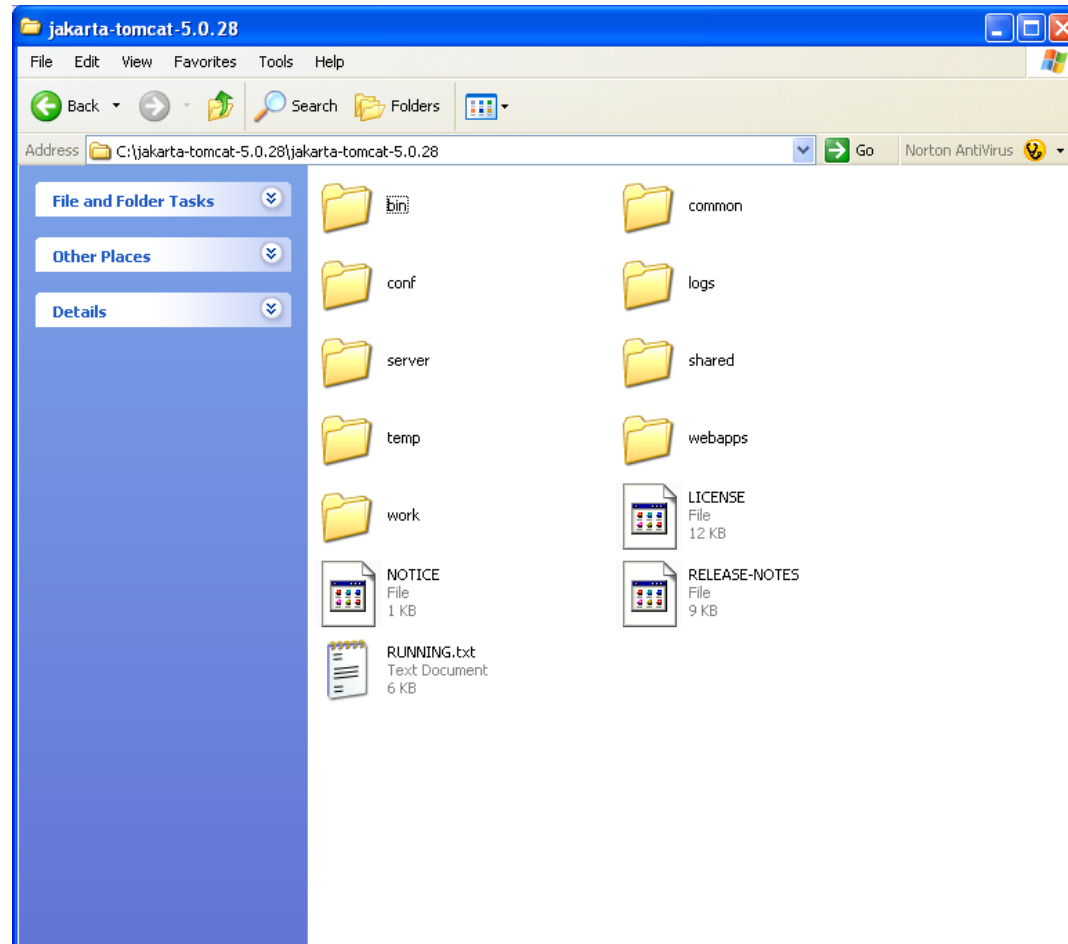 jakarta-tomcat-5.0.28
File Edit View Favorites Tools Help
Back Search Folders
Address C:\jakarta-tomcat-5.0.28\jakarta-tomcat-5.0.28 Go Norton AntiVirus
File and Folder Tasks
Other Places
Details
bin
common
conf
logs
server
shared
temp
webapps
work
LICENSE
File
12 KB
NOTICE
File
1 KB
RELEASE-NOTES
File
9 KB
RUNNING.txt
Text Document
6 KB